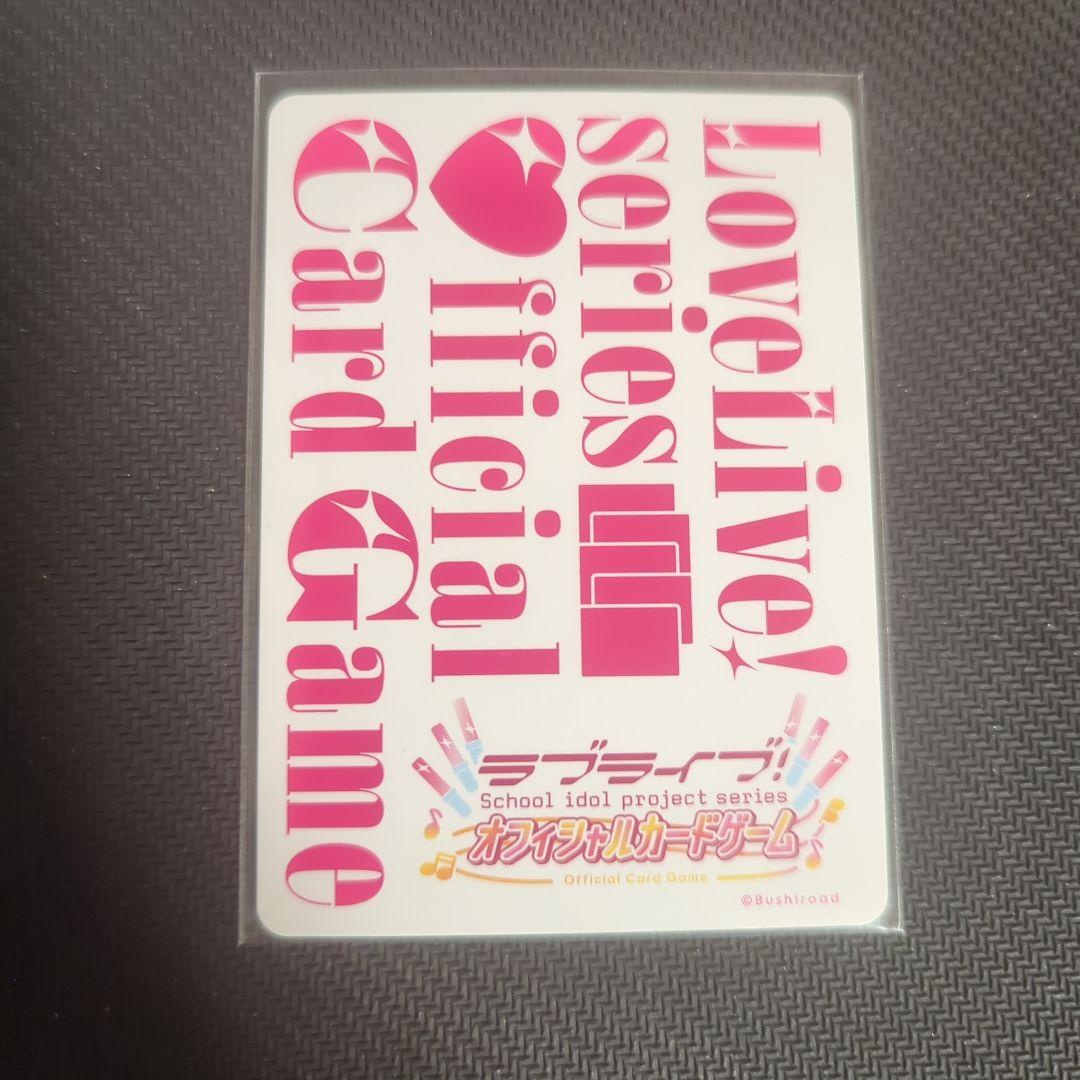 LoveLive!
series
fficial
Card Game
ラブライブ!
School idol project series
オフィシャルカードゲーム
Official Card Game
©Bushiroad